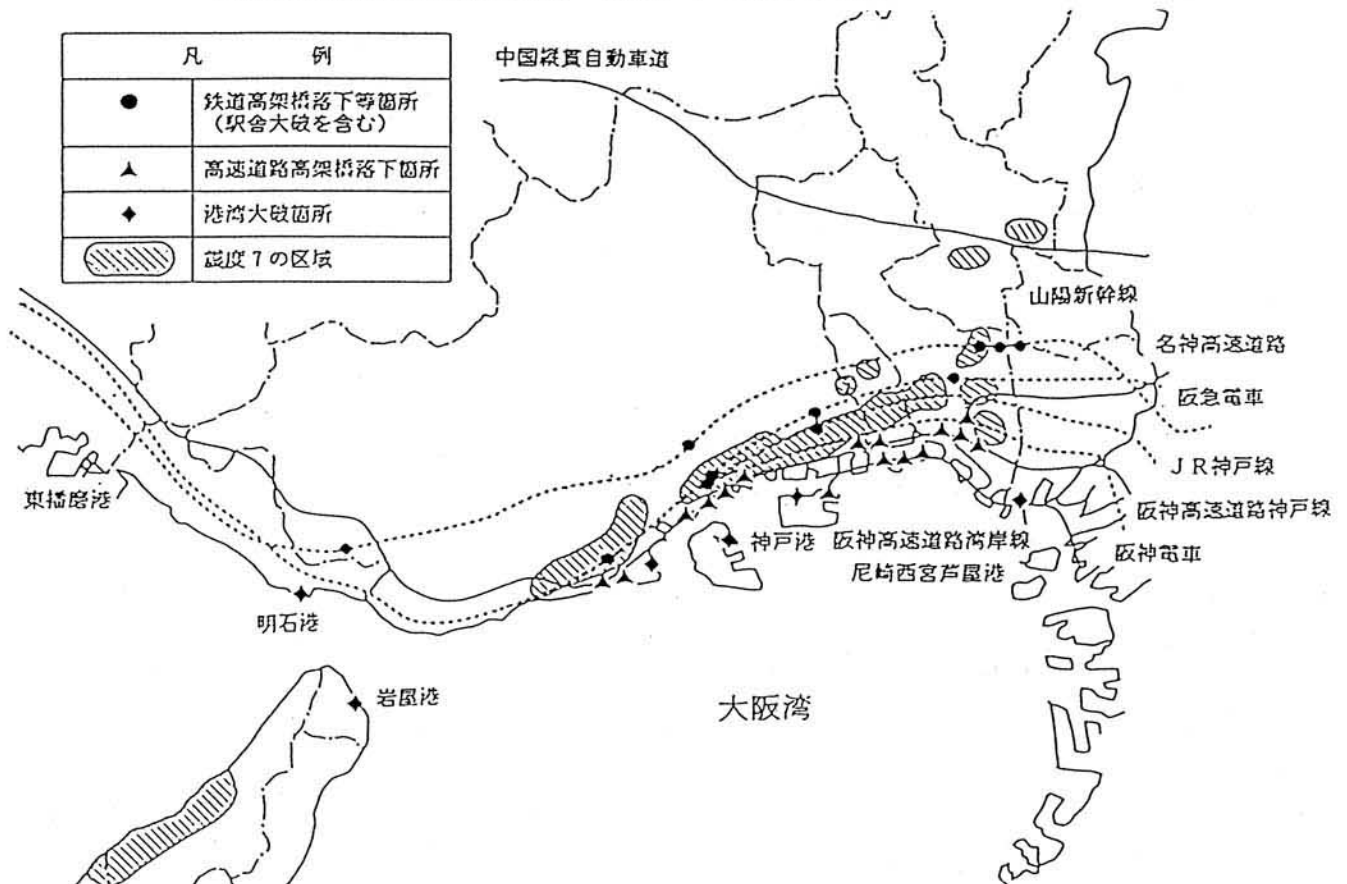 凡 例
鉄道高架橋落下等箇所
(駅舎大破を含む)
高速道路高架橋落下箇所
港湾大破箇所
震度7の区域
中国縦貫自動車道
山陽新幹線
名神高速道路
阪急電車
JR神戸線
阪神高速道路神戸線
阪神電車
東播磨港
神戸港
阪神高速道路湾岸線
尼崎西宮芦屋港
明石港
岩屋港
大阪湾